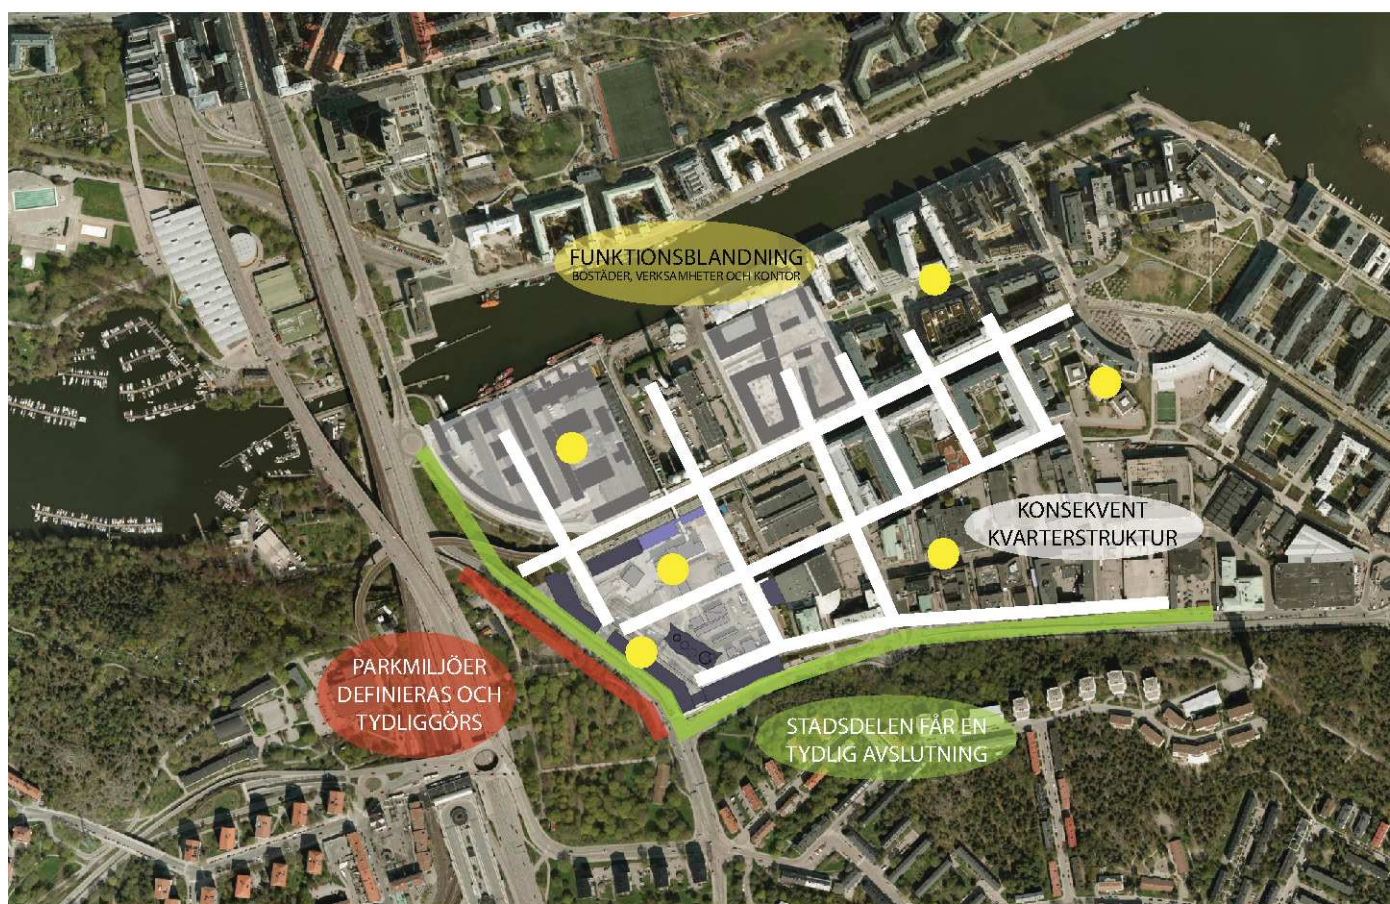 FUNKTIONSBLANDNING
BOSTÄDER, VERKSAMHETER OCH KONTOR
KONSEKVENT
KVARTERSTRUKTUR
PARKMILJÖER
DEFINIERAS OCH
TYDLIGGÖRS
STADSDELEN FÅR EN
TYDLIG AVSLUTNING